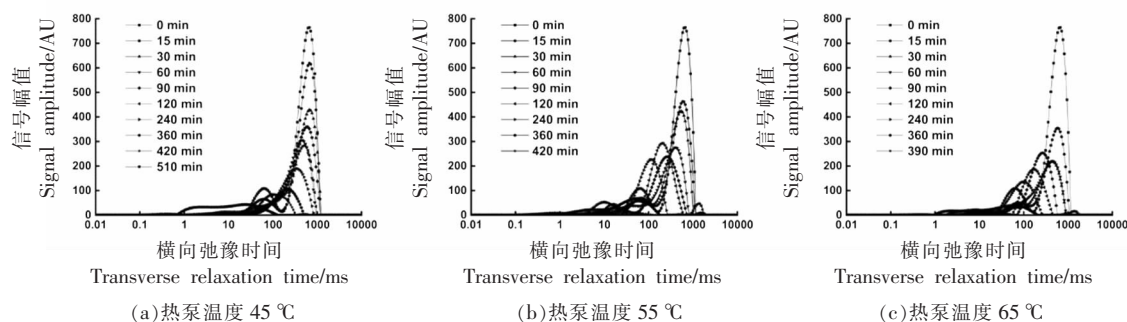 800
700
600
500
400
300
200
100
0
信号幅值
Signal amplitude/AU
0 min
15 min
30 min
60 min
90 min
120 min
240 min
360 min
420 min
510 min
0.01 0.1 1 10 100 1000 10000
横向弛豫时间
Transverse relaxation time/ms
(a)热泵温度 45 ℃
800
700
600
500
400
300
200
100
0
信号幅值
Signal amplitude/AU
0 min
15 min
30 min
60 min
90 min
120 min
240 min
360 min
420 min
0.01 0.1 1 10 100 1000 10000
横向弛豫时间
Transverse relaxation time/ms
(b)热泵温度 55 ℃
800
700
600
500
400
300
200
100
0
信号幅值
Signal amplitude/AU
0 min
15 min
30 min
60 min
90 min
120 min
240 min
360 min
390 min
0.01 0.1 1 10 100 1000 10000
横向弛豫时间
Transverse relaxation time/ms
(c)热泵温度 65 ℃